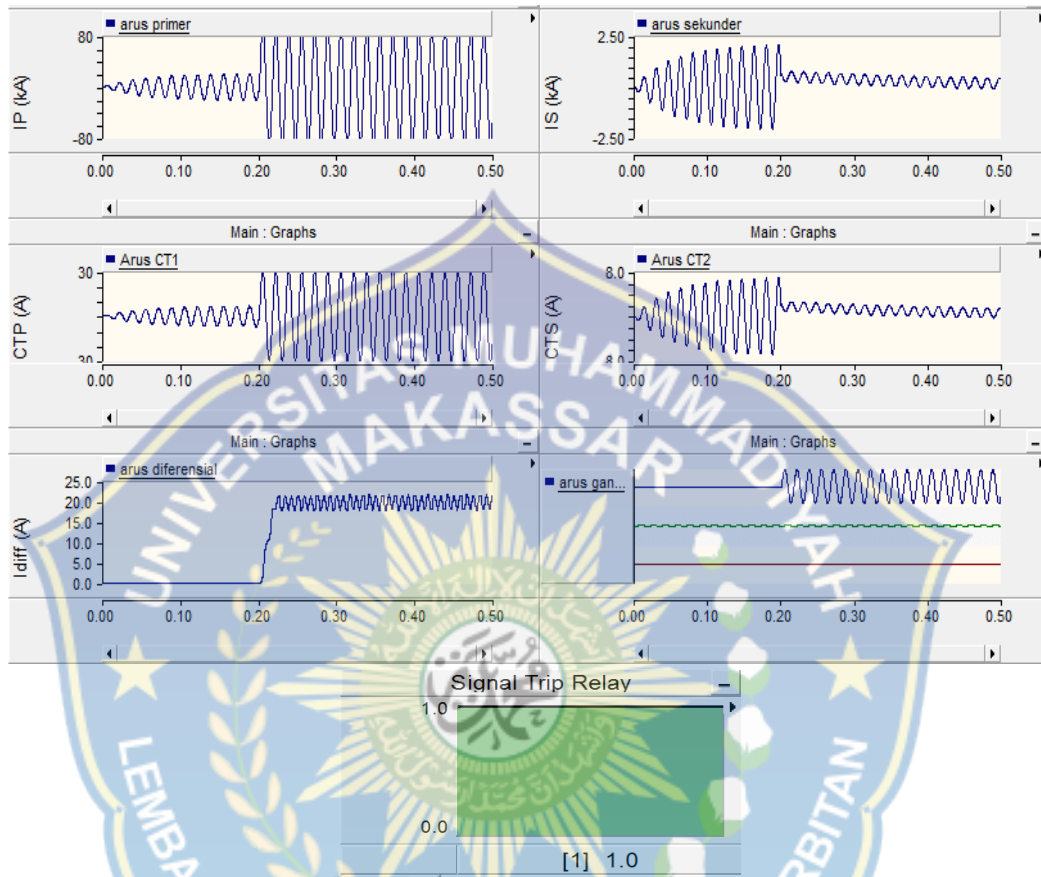 arus primer
IP (kA)
80
-80
0.00 0.10 0.20 0.30 0.40 0.50
arus sekunder
IS (kA)
2.50
-2.50
0.00 0.10 0.20 0.30 0.40 0.50
Main : Graphs
Main : Graphs
Arus CT1
CTP (A)
30
30
0.00 0.10 0.20 0.30 0.40 0.50
Arus CT2
CTS (A)
8.0
8.0
0.00 0.10 0.20 0.30 0.40 0.50
Main : Graphs
Main : Graphs
arus diferensial
Idiff (A)
25.0
20.0
15.0
10.0
5.0
0.0
0.00 0.10 0.20 0.30 0.40 0.50
arus gan...
0.00 0.10 0.20 0.30 0.40 0.50
Signal Trip Relay
1.0
0.0
[1] 1.0
UNIVERSITAS MUHAMMADIYAH
MAKASSAR
LEMBA
RBITAN